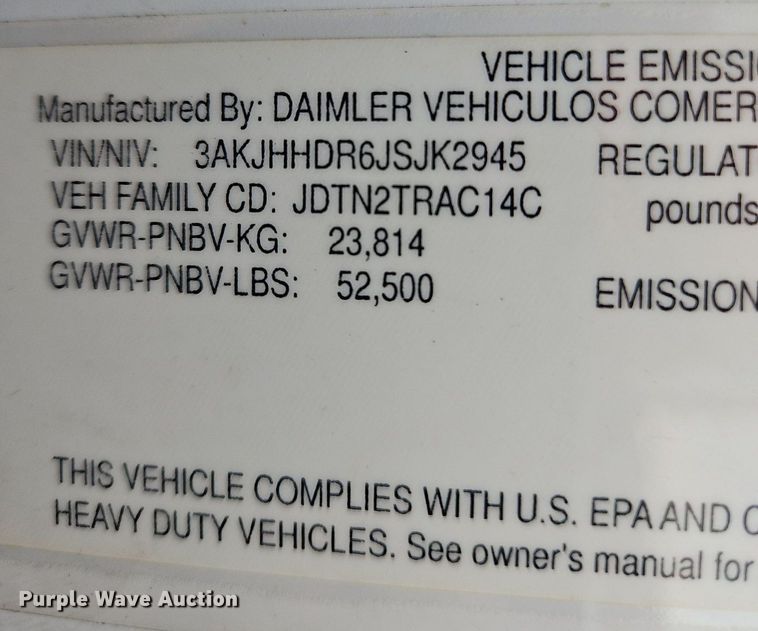 VEHICLE EMISSI
Manufactured By: DAIMLER VEHICULOS COMER
VIN/NIV: 3AKJHHDR6JSJK2945
REGULAT
VEH FAMILY CD: JDTN2TRAC14C
pounds
GVWR-PNBV-KG: 23,814
GVWR-PNBV-LBS: 52,500
EMISSION
THIS VEHICLE COMPLIES WITH U.S. EPA AND C
HEAVY DUTY VEHICLES. See owner's manual for
Purple Wave Auction